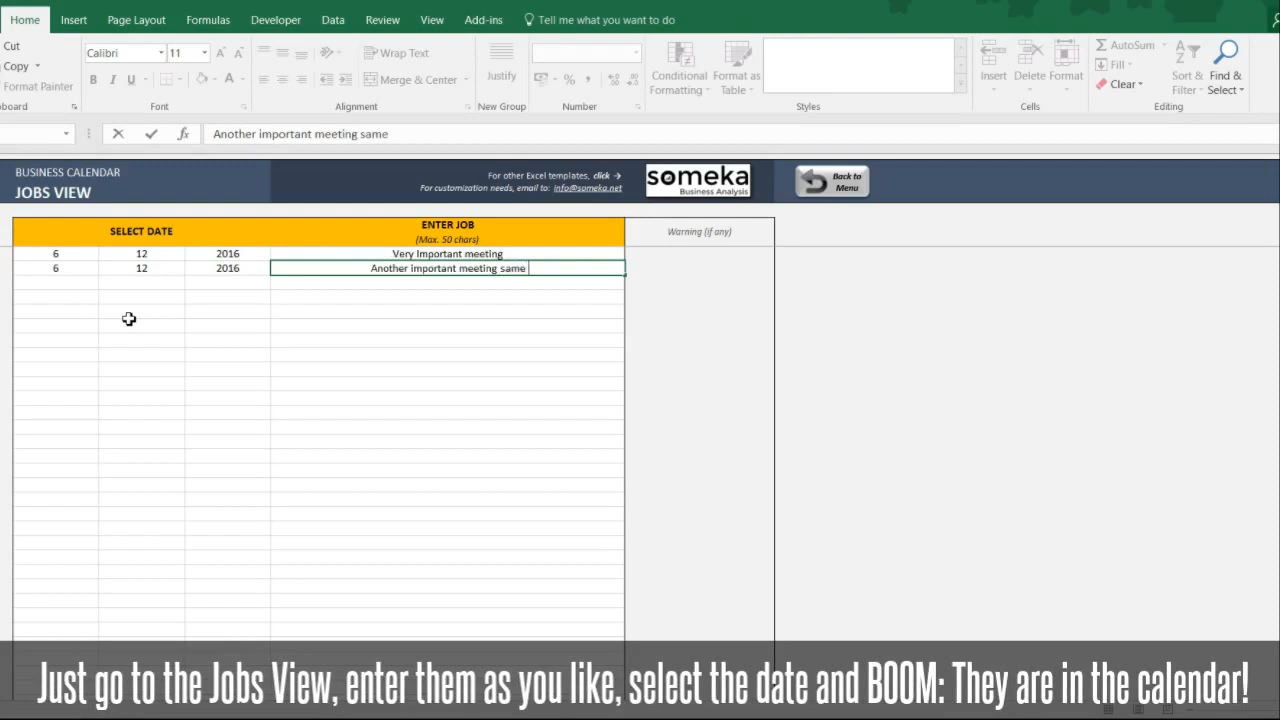 Home Insert Page Layout Formulas Developer Data Review View Add-ins Tell me what you want to do
Cut
Copy
Format Painter
board
Calibri 11
B I U A
Font
Wrap Text
Merge & Center
Alignment
Justify
New Group
%
Number
Conditional Formatting
Format as Table
Styles
Insert Delete Format
Cells
AutoSum
Fill
Clear
Sort & Filter
Find & Select
Editing
fx Another important meeting same
BUSINESS CALENDAR
JOBS VIEW
For other Excel templates, click →
For customization needs, email to: info@someka.net
someka
Business Analysis
Back to Menu
SELECT DATE
ENTER JOB
(Max. 50 chars)
Warning (if any)
6 12 2016 Very Important meeting
6 12 2016 Another important meeting same
Just go to the Jobs View, enter them as you like, select the date and BOOM: They are in the calendar!